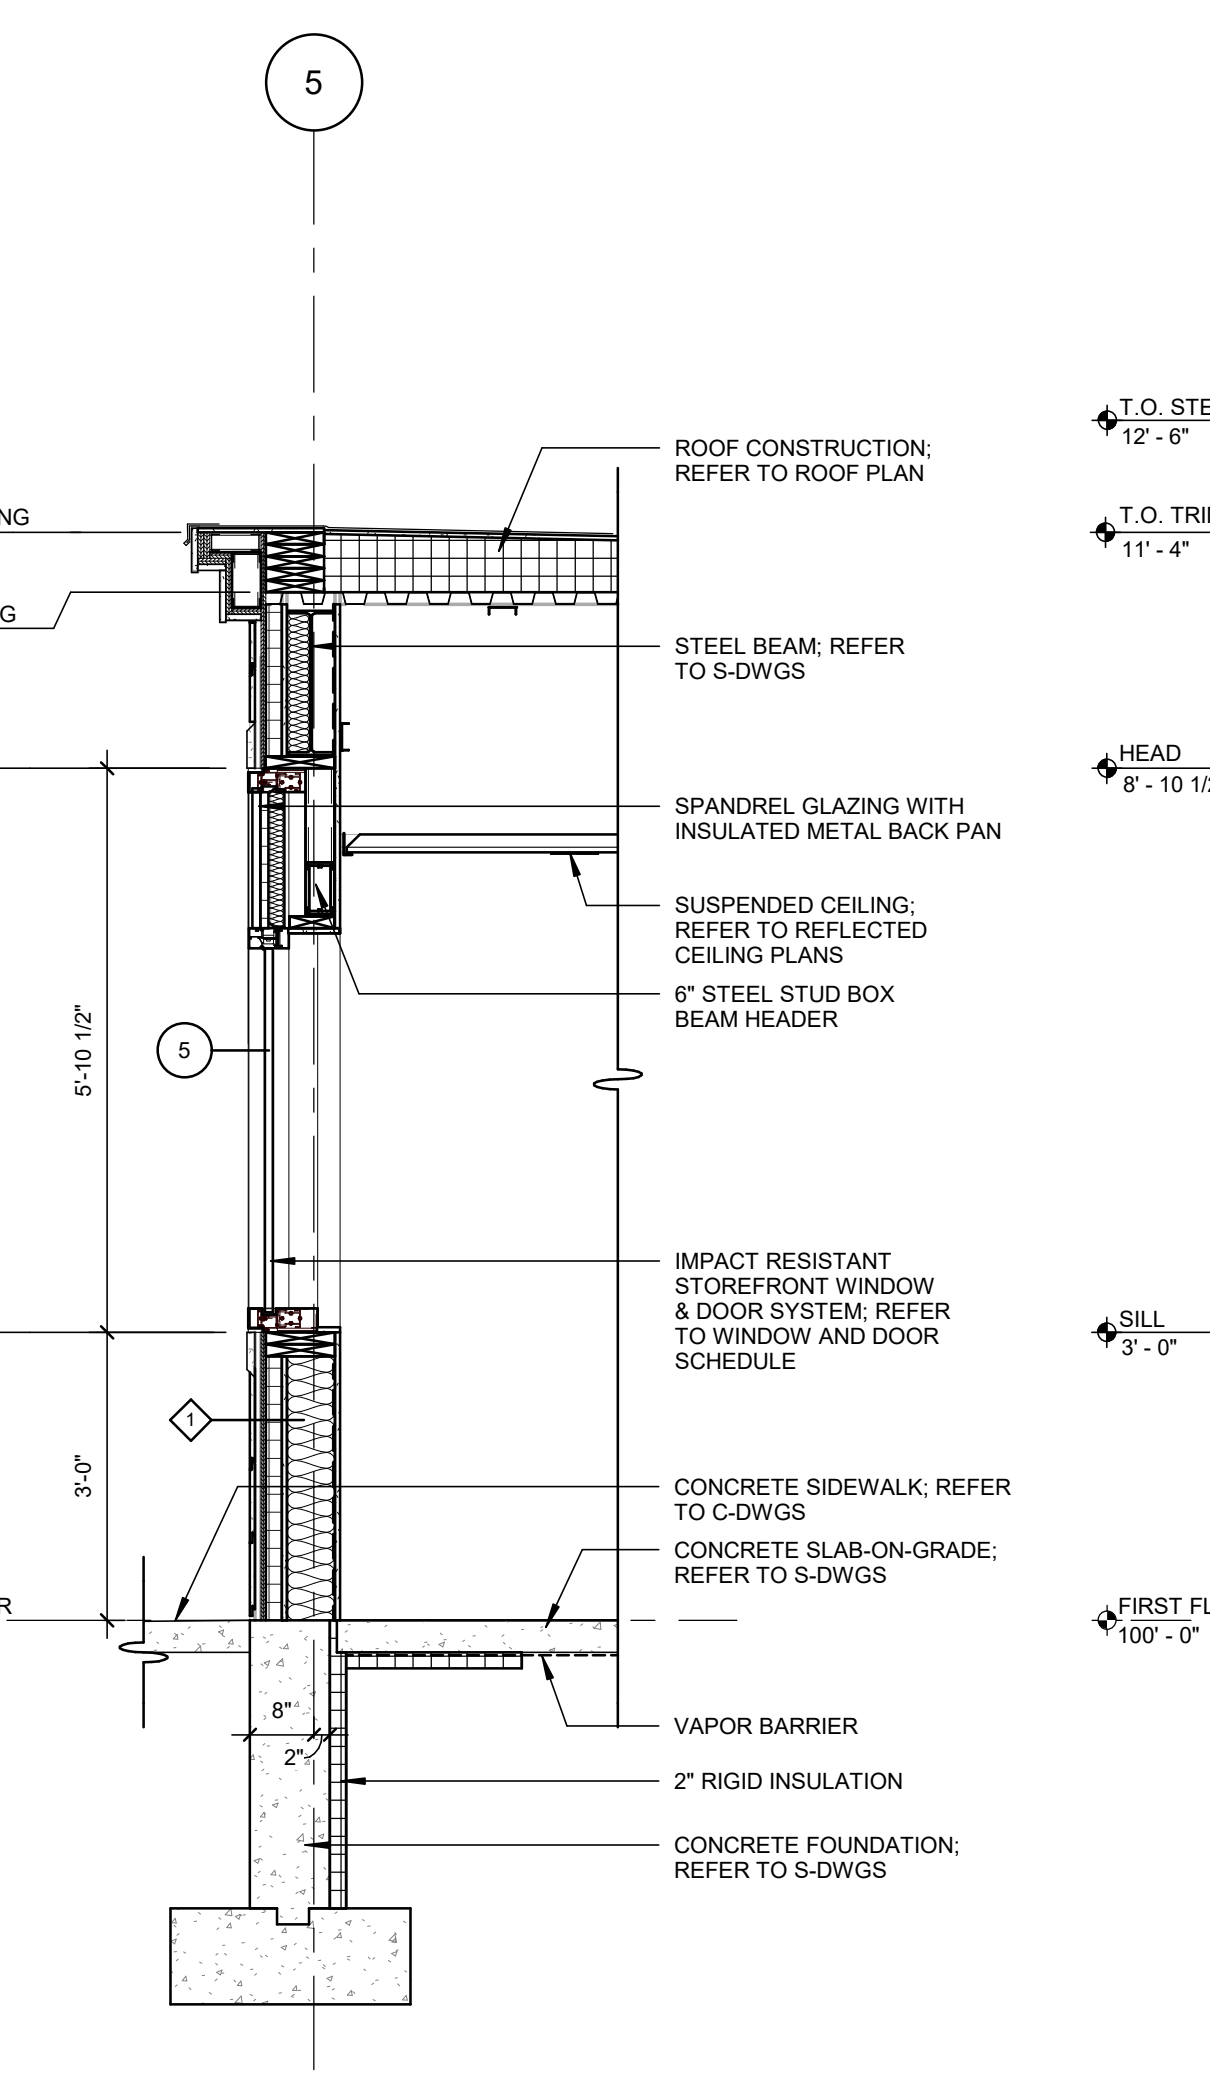 5
ROOF CONSTRUCTION;
REFER TO ROOF PLAN
T.O. STE
12' - 6"
NG
T.O. TRI
11' - 4"
G
STEEL BEAM; REFER
TO S-DWGS
HEAD
8' - 10 1/2
SPANDREL GLAZING WITH
INSULATED METAL BACK PAN
SUSPENDED CEILING;
REFER TO REFLECTED
CEILING PLANS
6" STEEL STUD BOX
BEAM HEADER
5'-10 1/2"
5
IMPACT RESISTANT
STOREFRONT WINDOW
& DOOR SYSTEM; REFER
TO WINDOW AND DOOR
SCHEDULE
SILL
3' - 0"
1
3'-0"
CONCRETE SIDEWALK; REFER
TO C-DWGS
CONCRETE SLAB-ON-GRADE;
REFER TO S-DWGS
R
FIRST FL
100' - 0"
8"
2"
VAPOR BARRIER
2" RIGID INSULATION
CONCRETE FOUNDATION;
REFER TO S-DWGS